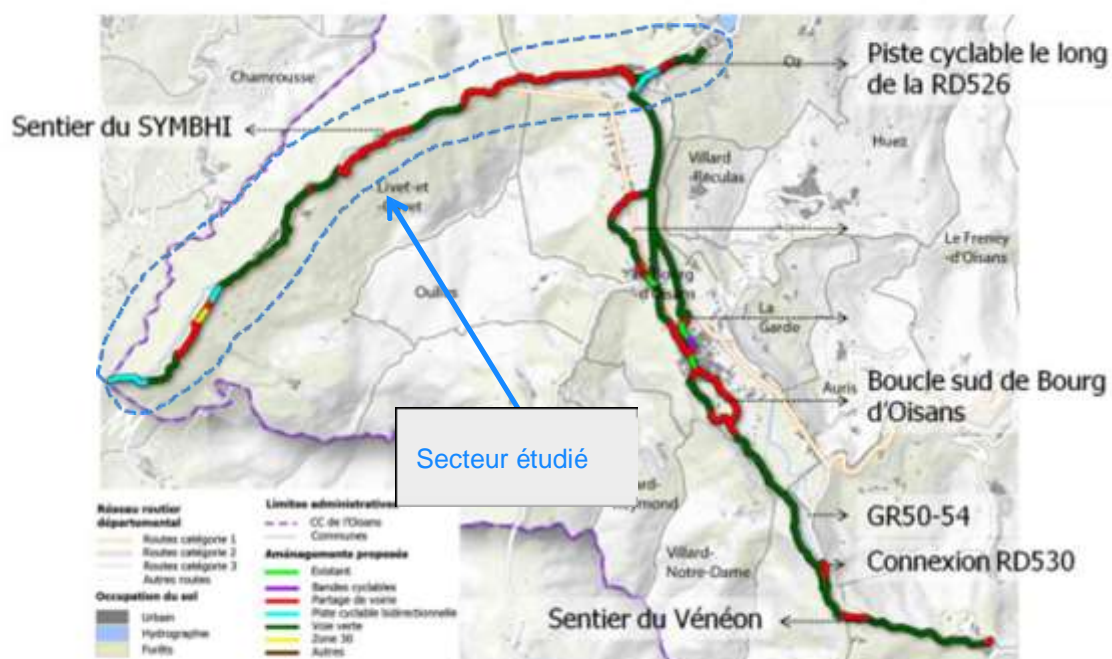 Chamrousse
Oz
Piste cyclable le long
de la RD526
Sentier du SYMBHI
Huez
Villard
-Reculas
Livet-et
Le Freney
-d'Oisans
Oulles
-d'Oisans
La
Garde
Auris
Boucle sud de Bourg
d'Oisans
Secteur étudié
GR50-54
Connexion RD530
Villard-
Notre-Dame
Sentier du Vénéon
Réseau routier
départemental
Routes catégorie 1
Routes catégorie 2
Routes catégorie 3
Autres routes
Occupation du sol
Urbain
Hydrographie
Forêts
Limites administratives
CC de l'Oisans
Communes
Aménagements proposés
Existant
Bandes cyclables
Partage de voirie
Piste cyclable bidirectionnelle
Voie verte
Zone 30
Autres